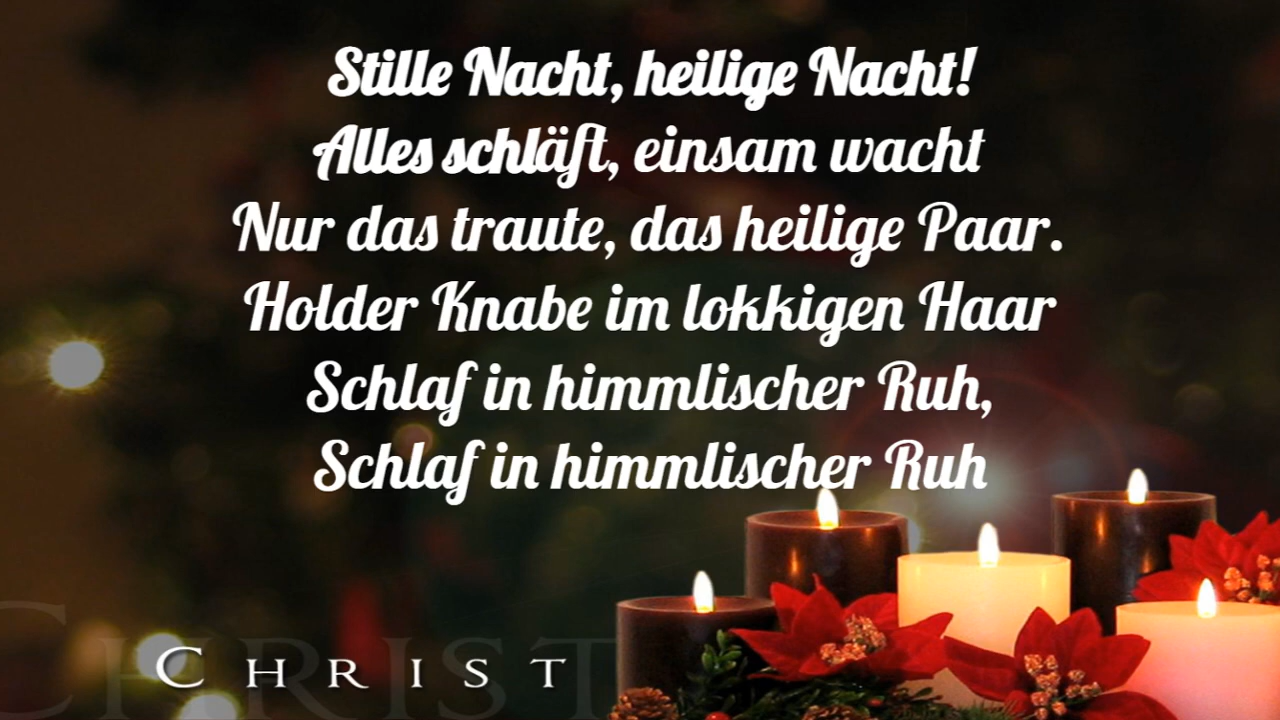 Stille Nacht, heilige Nacht!
Alles schläft, einsam wacht
Nur das traute, das heilige Paar.
Holder Knabe im lokkigen Haar
Schlaf in himmlischer Ruh,
Schlaf in himmlischer Ruh
CHRIST
CHRIST